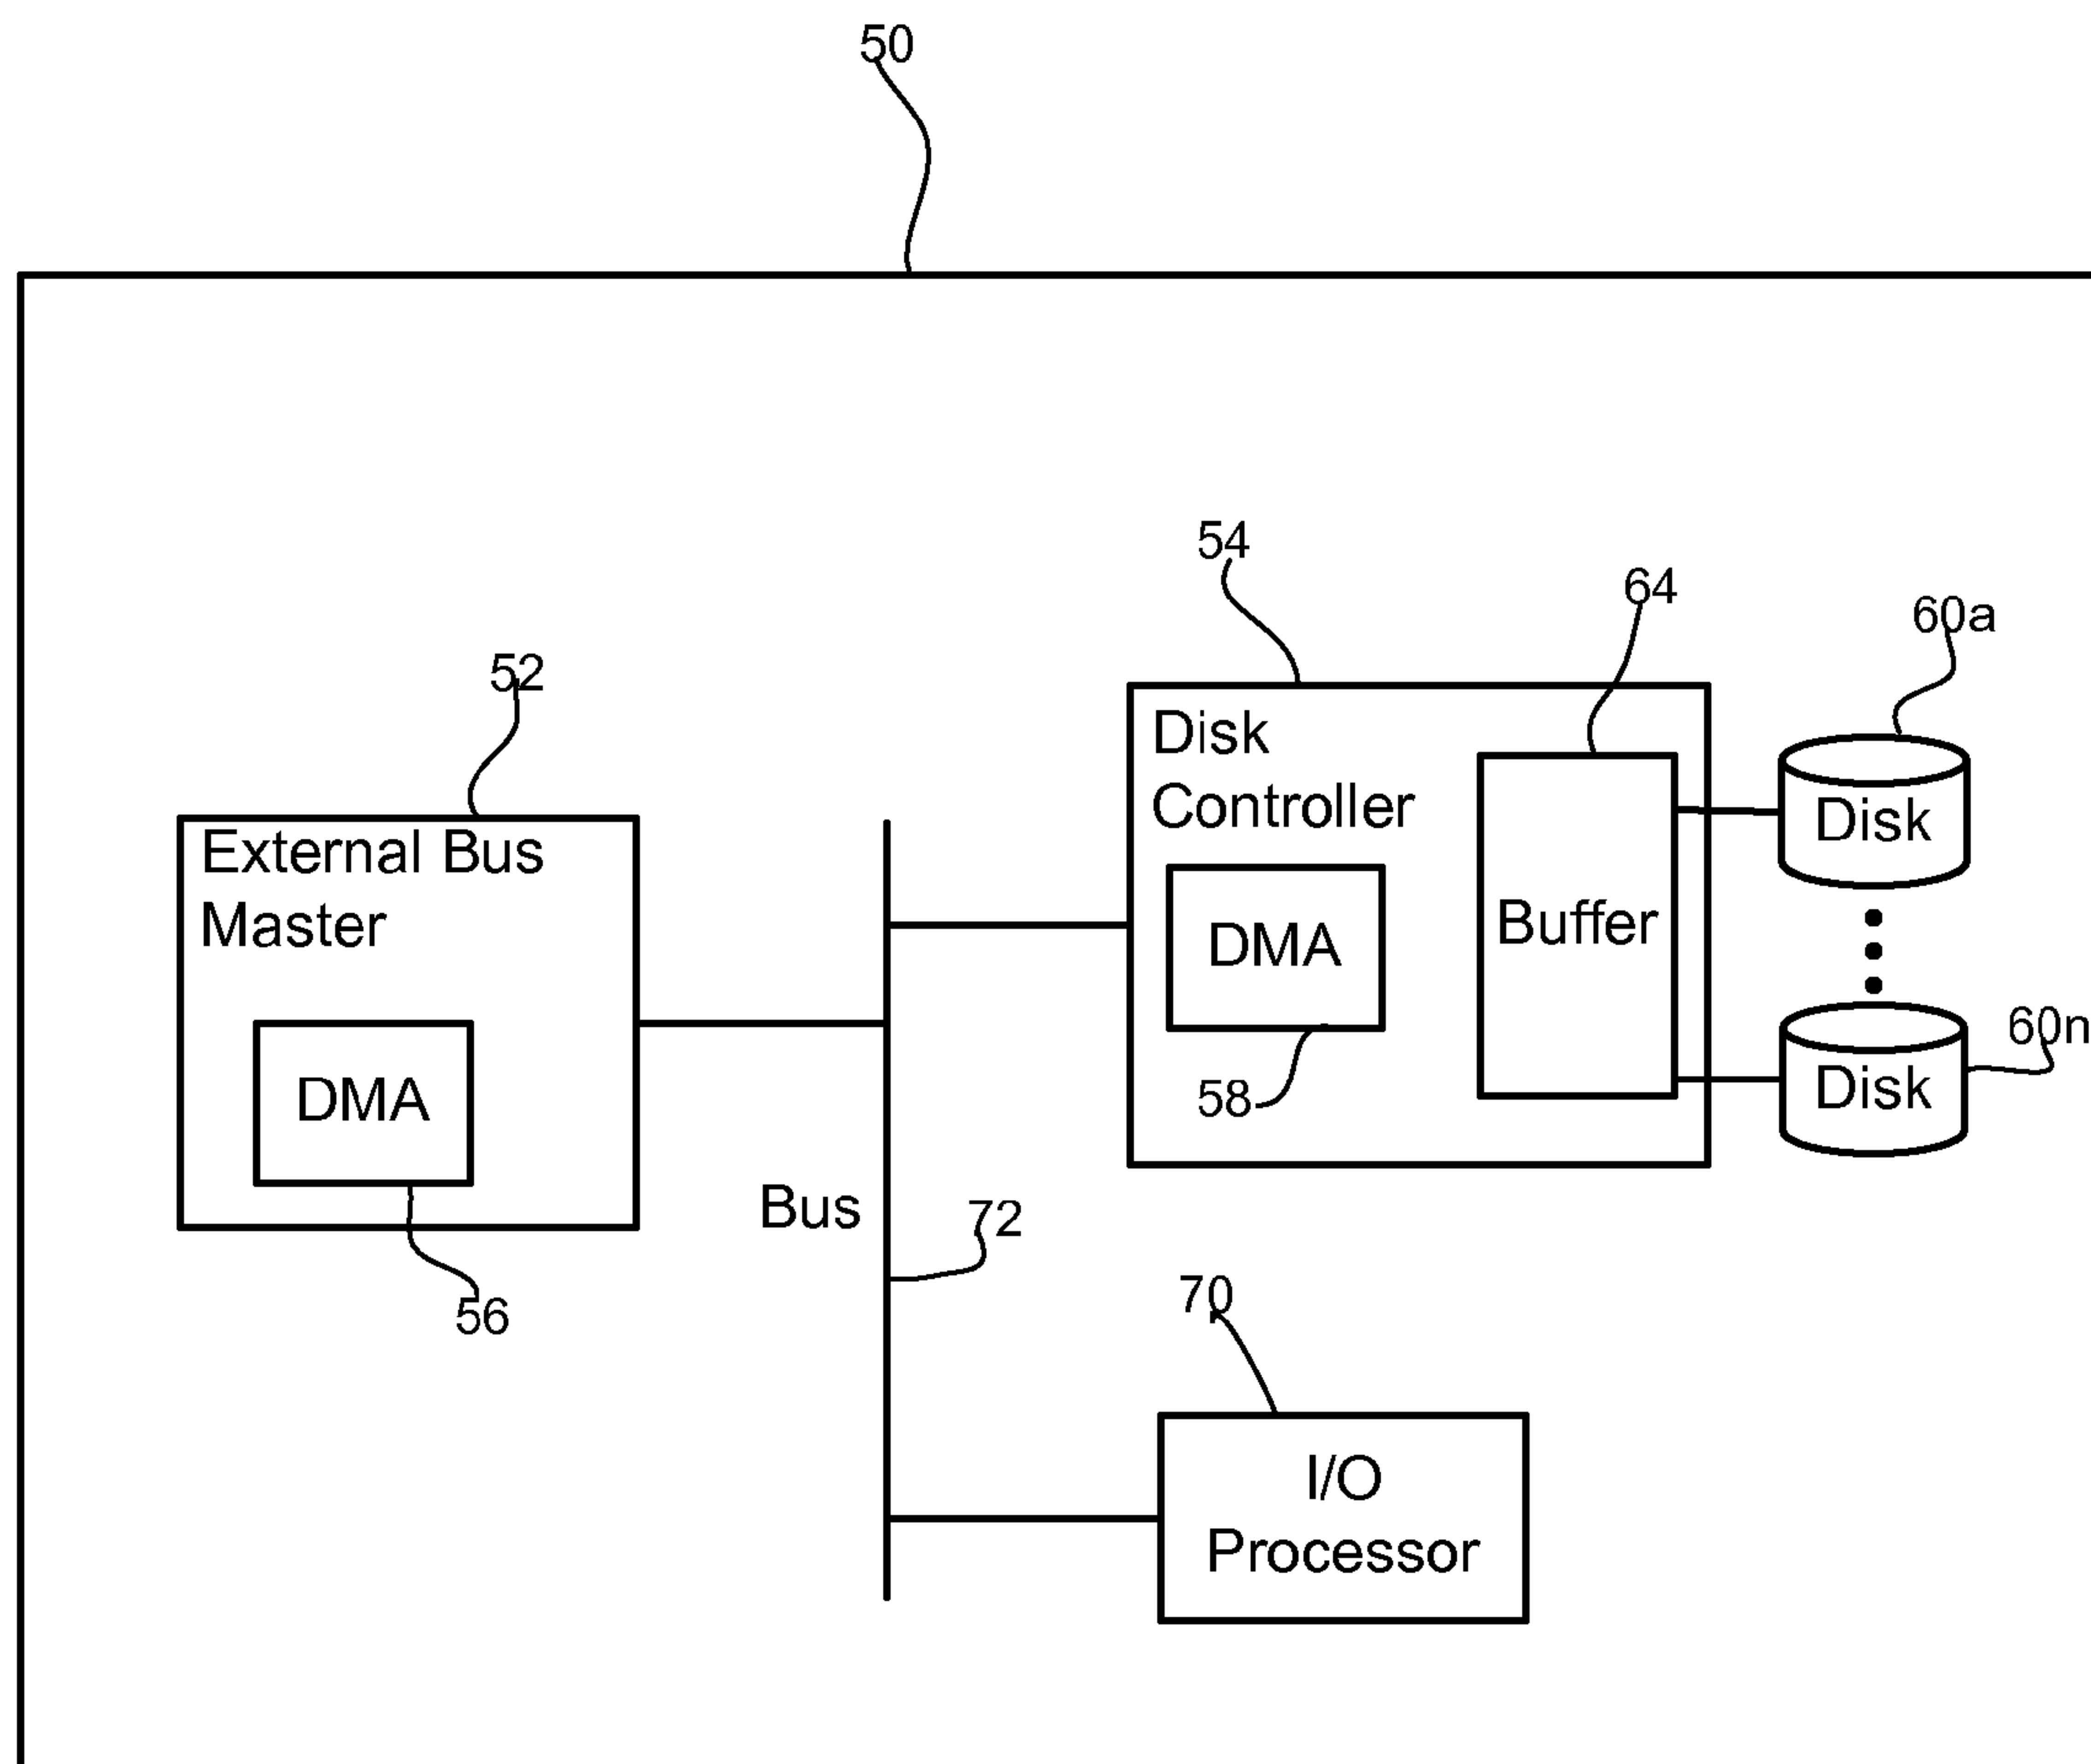 50
54
64
60a
52
Disk
Controller
External Bus
Master
Disk
Buffer
DMA
60n
DMA
58
Disk
Bus
72
56
70
I/O
Processor